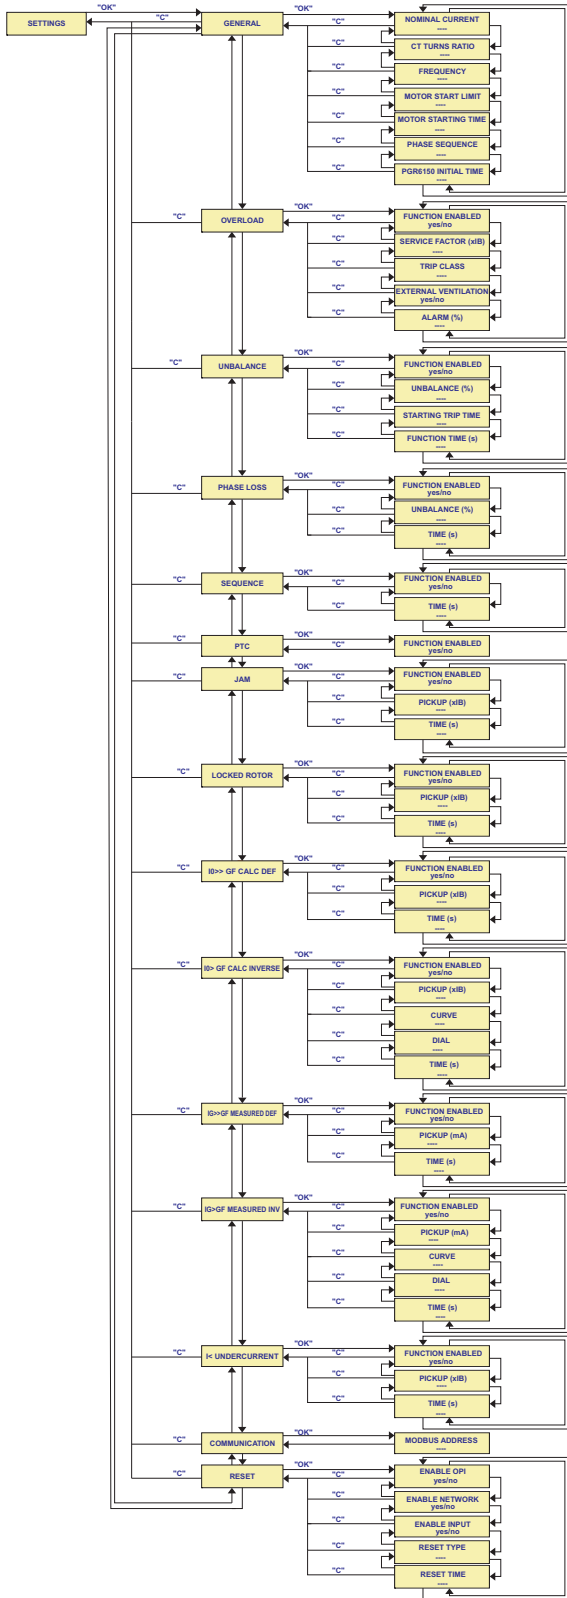 "OK"
"OK"
SETTINGS
"C"
GENERAL
"C"
NOMINAL CURRENT
----
"C"
CT TURNS RATIO
----
"C"
FREQUENCY
----
"C"
MOTOR START LIMIT
----
"C"
MOTOR STARTING TIME
----
"C"
PHASE SEQUENCE
----
"C"
PGR6150 INITIAL TIME
----
"OK"
"C"
OVERLOAD
"C"
FUNCTION ENABLED
yes/no
"C"
SERVICE FACTOR (xIB)
----
"C"
TRIP CLASS
----
"C"
EXTERNAL VENTILATION
yes/no
"C"
ALARM (%)
----
"OK"
"C"
UNBALANCE
"C"
FUNCTION ENABLED
yes/no
"C"
UNBALANCE (%)
----
"C"
STARTING TRIP TIME
----
"C"
FUNCTION TIME (s)
----
"OK"
"C"
PHASE LOSS
"C"
FUNCTION ENABLED
yes/no
"C"
UNBALANCE (%)
----
"C"
TIME (s)
----
"OK"
"C"
SEQUENCE
"C"
FUNCTION ENABLED
yes/no
"C"
TIME (s)
----
"OK"
"C"
PTC
"C"
FUNCTION ENABLED
yes/no
"OK"
"C"
JAM
"C"
FUNCTION ENABLED
yes/no
"C"
PICKUP (xIB)
----
"C"
TIME (s)
----
"OK"
"C"
LOCKED ROTOR
"C"
FUNCTION ENABLED
yes/no
"C"
PICKUP (xIB)
----
"C"
TIME (s)
----
"OK"
"C"
I0>> GF CALC DEF
"C"
FUNCTION ENABLED
yes/no
"C"
PICKUP (xIB)
----
"C"
TIME (s)
----
"OK"
"C"
I0> GF CALC INVERSE
"C"
FUNCTION ENABLED
yes/no
"C"
PICKUP (xIB)
----
"C"
CURVE
----
"C"
DIAL
----
"C"
TIME (s)
----
"OK"
"C"
IG>>GF MEASURED DEF
"C"
FUNCTION ENABLED
yes/no
"C"
PICKUP (mA)
----
"C"
TIME (s)
----
"OK"
"C"
IG>GF MEASURED INV
"C"
FUNCTION ENABLED
yes/no
"C"
PICKUP (mA)
----
"C"
CURVE
----
"C"
DIAL
----
"C"
TIME (s)
----
"OK"
"C"
I< UNDERCURRENT
"C"
FUNCTION ENABLED
yes/no
"C"
PICKUP (xIB)
----
"C"
TIME (s)
----
"OK"
"C"
COMMUNICATION
"C"
MODBUS ADDRESS
----
"OK"
"C"
RESET
"C"
ENABLE OPI
yes/no
"C"
ENABLE NETWORK
yes/no
"C"
ENABLE INPUT
yes/no
"C"
RESET TYPE
----
"C"
RESET TIME
----